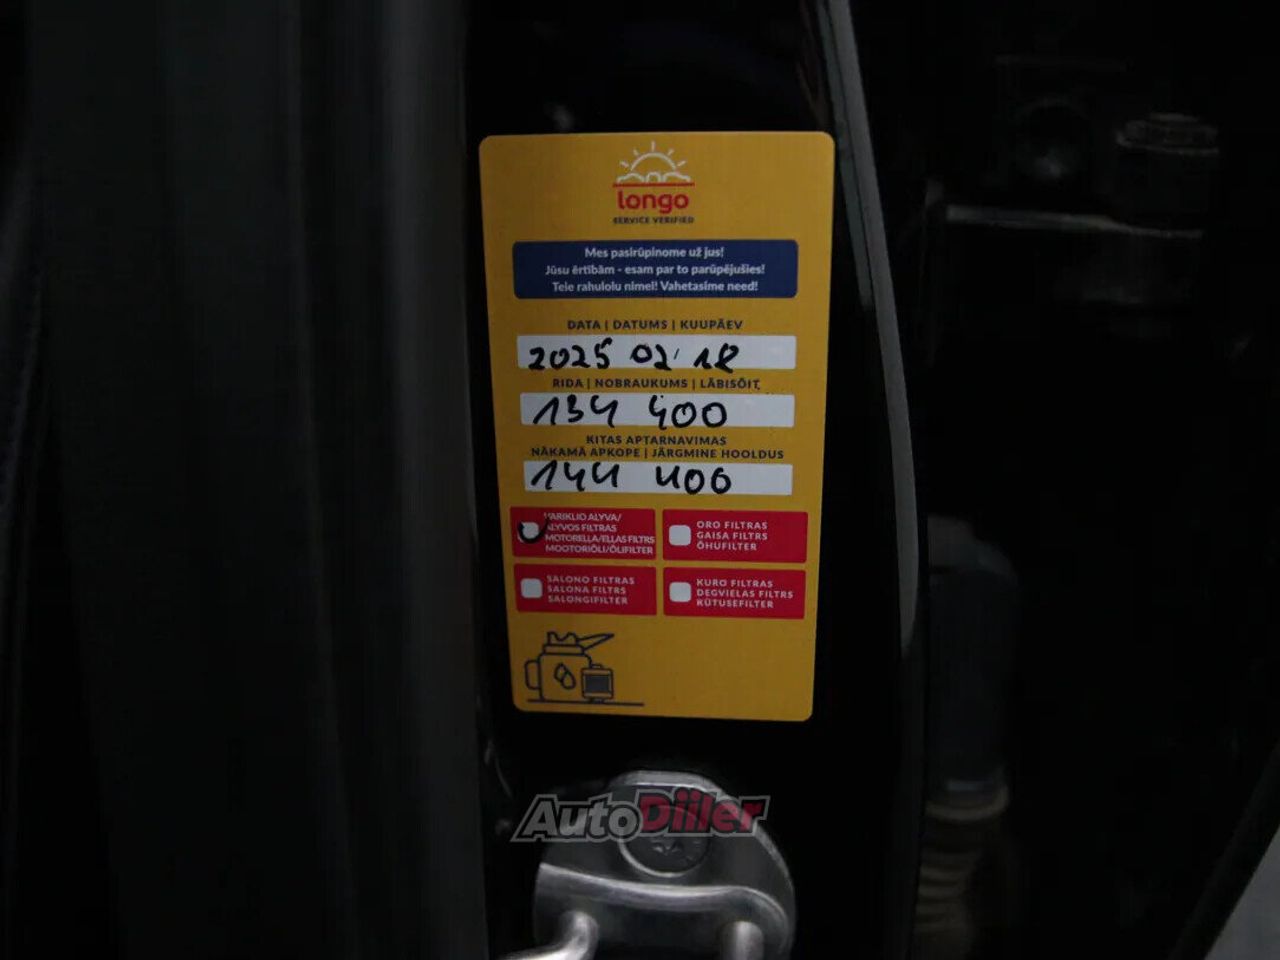 longo
SERVICE VERIFIED
Mes pasirūpinome už jus!
Jūsu ērtībām - esam par to parūpējušies!
Teie rahulolu nimel! Vahetasime need!
DATA | DATUMS | KUUPÄEV
2025 02 18
RIDA | NOBRAUKUMS | LÄBISÕIT
134 400
KITAS APTARNAVIMAS
NĀKAMĀ APKOPE | JÄRGMINE HOOLDUS
144 400
VARIKLIO ALYVA/
ALYVOS FILTRAS
MOTORELLA/ELLAS FILTRS
MOOTORIÕLI/ÕLIFILTER
ORO FILTRAS
GAISA FILTRS
ÕHUFILTER
SALONO FILTRAS
SALONA FILTRS
SALONGIFILTER
KURO FILTRAS
DEGVIELAS FILTRS
KÜTUSEFILTER
AutoDiller